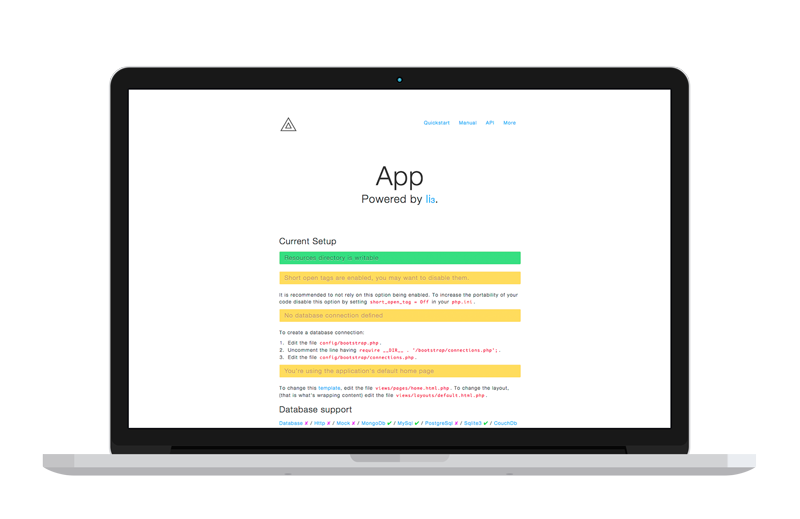 Quickstart Manual API More
App
Powered by li3.
Current Setup
Resources directory is writable
Short open tags are enabled, you may want to disable them.
It is recommended to not rely on this option being enabled. To increase the portability of your
code disable this option by setting short_open_tag = Off in your php.ini.
No database connection defined
To create a database connection:
1. Edit the file config/bootstrap.php.
2. Uncomment the line having require __DIR__ . '/bootstrap/connections.php';.
3. Edit the file config/bootstrap/connections.php.
You're using the application's default home page
To change this template, edit the file views/pages/home.html.php. To change the layout,
(that is what's wrapping content) edit the file views/layouts/default.html.php.
Database support
Database ✘ / Http ✘ / Mock ✘ / MongoDb ✔ / MySql ✔ / PostgreSql ✘ / Sqlite3 ✔ / CouchDb